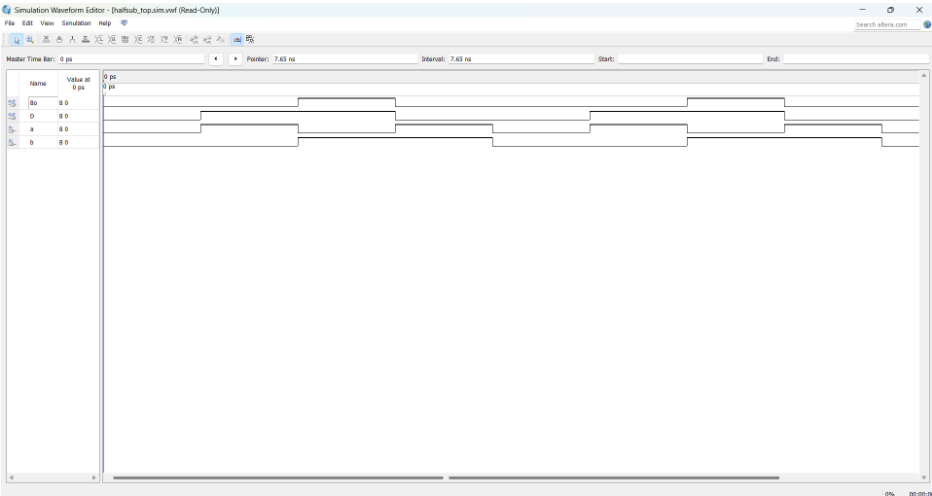 Simulation Waveform Editor - [halfsub_top.sim.vwf (Read-Only)]
File Edit View Simulation Help
Search altera.com
Master Time Bar: 0 ps Pointer: 7.65 ns Interval: 7.65 ns Start: End:
Name Value at 0 ps
0 ps
0 ps
Bo B 0
D B 0
a B 0
b B 0
0% 00:00:0